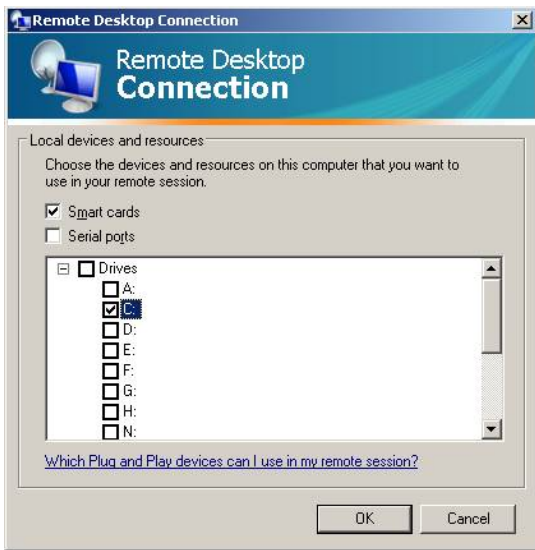 Remote Desktop Connection
Remote Desktop
Connection
Local devices and resources
Choose the devices and resources on this computer that you want to
use in your remote session.
Smart cards
Serial ports
Drives
A:
C:
D:
E:
F:
G:
H:
N:
Which Plug and Play devices can I use in my remote session?
OK Cancel